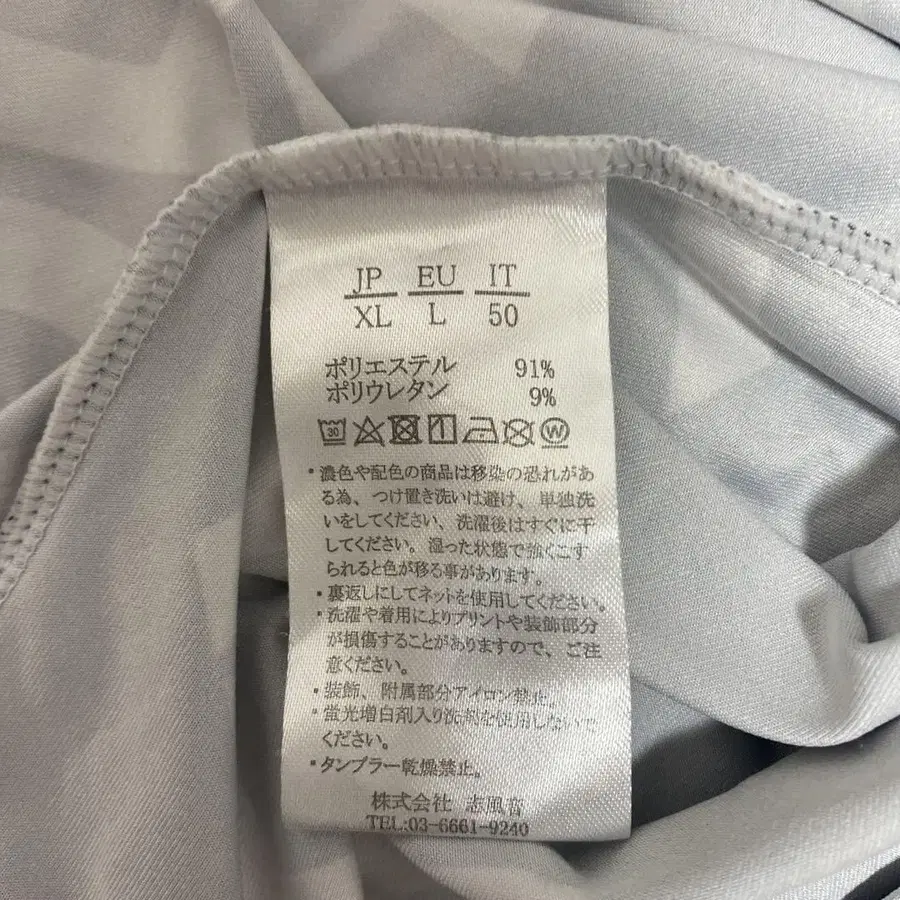 JP EU IT
XL L 50
ポリエステル 91%
ポリウレタン 9%
30 W
・濃色や配色の商品は移染の恐れがあ
る為、つけ置き洗いは避け、単独洗
いをしてください、洗濯後はすぐに干
してください。湿った状態で強くこす
られると色が移る事があります。
・裏返しにしてネットを使用してください。
・洗濯や着用によりプリントや装飾部分
が損傷することがありますので、ご注
意ください。
・装飾、附属部分アイロン禁止。
・蛍光増白剤入り洗剤を使用しないで
ください。
・タンブラー乾燥禁止。
株式会社 志風音
TEL:03-6661-9240